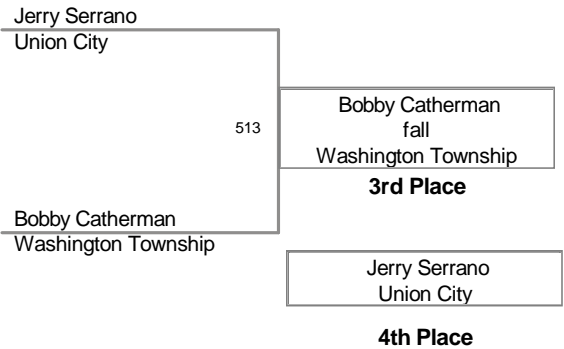 Jerry Serrano
Union City
513
Bobby Catherman
fall
Washington Township
3rd Place
Bobby Catherman
Washington Township
Jerry Serrano
Union City
4th Place